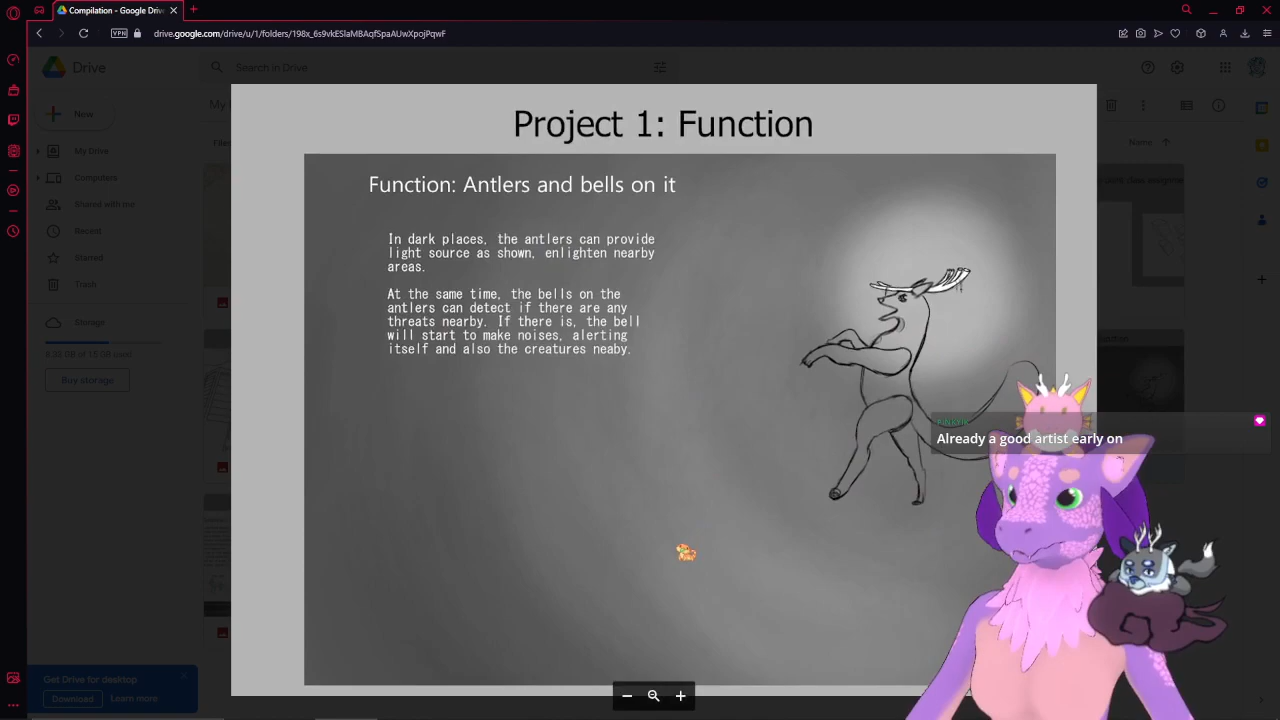 Compilation - Google Drive
VPN
drive.google.com/drive/u/1/folders/198x_6s9vkESlaMBAqfSpaAUwXpojPqwF
Drive
Search in Drive
New
My Drive
Computers
Shared with me
Recent
Starred
Trash
Storage
Buy storage
Get Drive for desktop
Download
Learn more
Name
Project 1: Function
Function: Antlers and bells on it
In dark places, the antlers can provide
light source as shown, enlighten nearby
areas.
At the same time, the bells on the
antlers can detect if there are any
threats nearby. If there is, the bell
will start to make noises, alerting
itself and also the creatures neaby.
Already a good artist early on